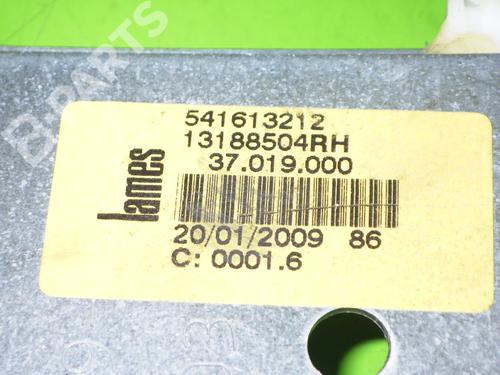 B-PARTS
541613212
13188504RH
37.019.000
Lames
20/01/2009 86
C: 0001.6